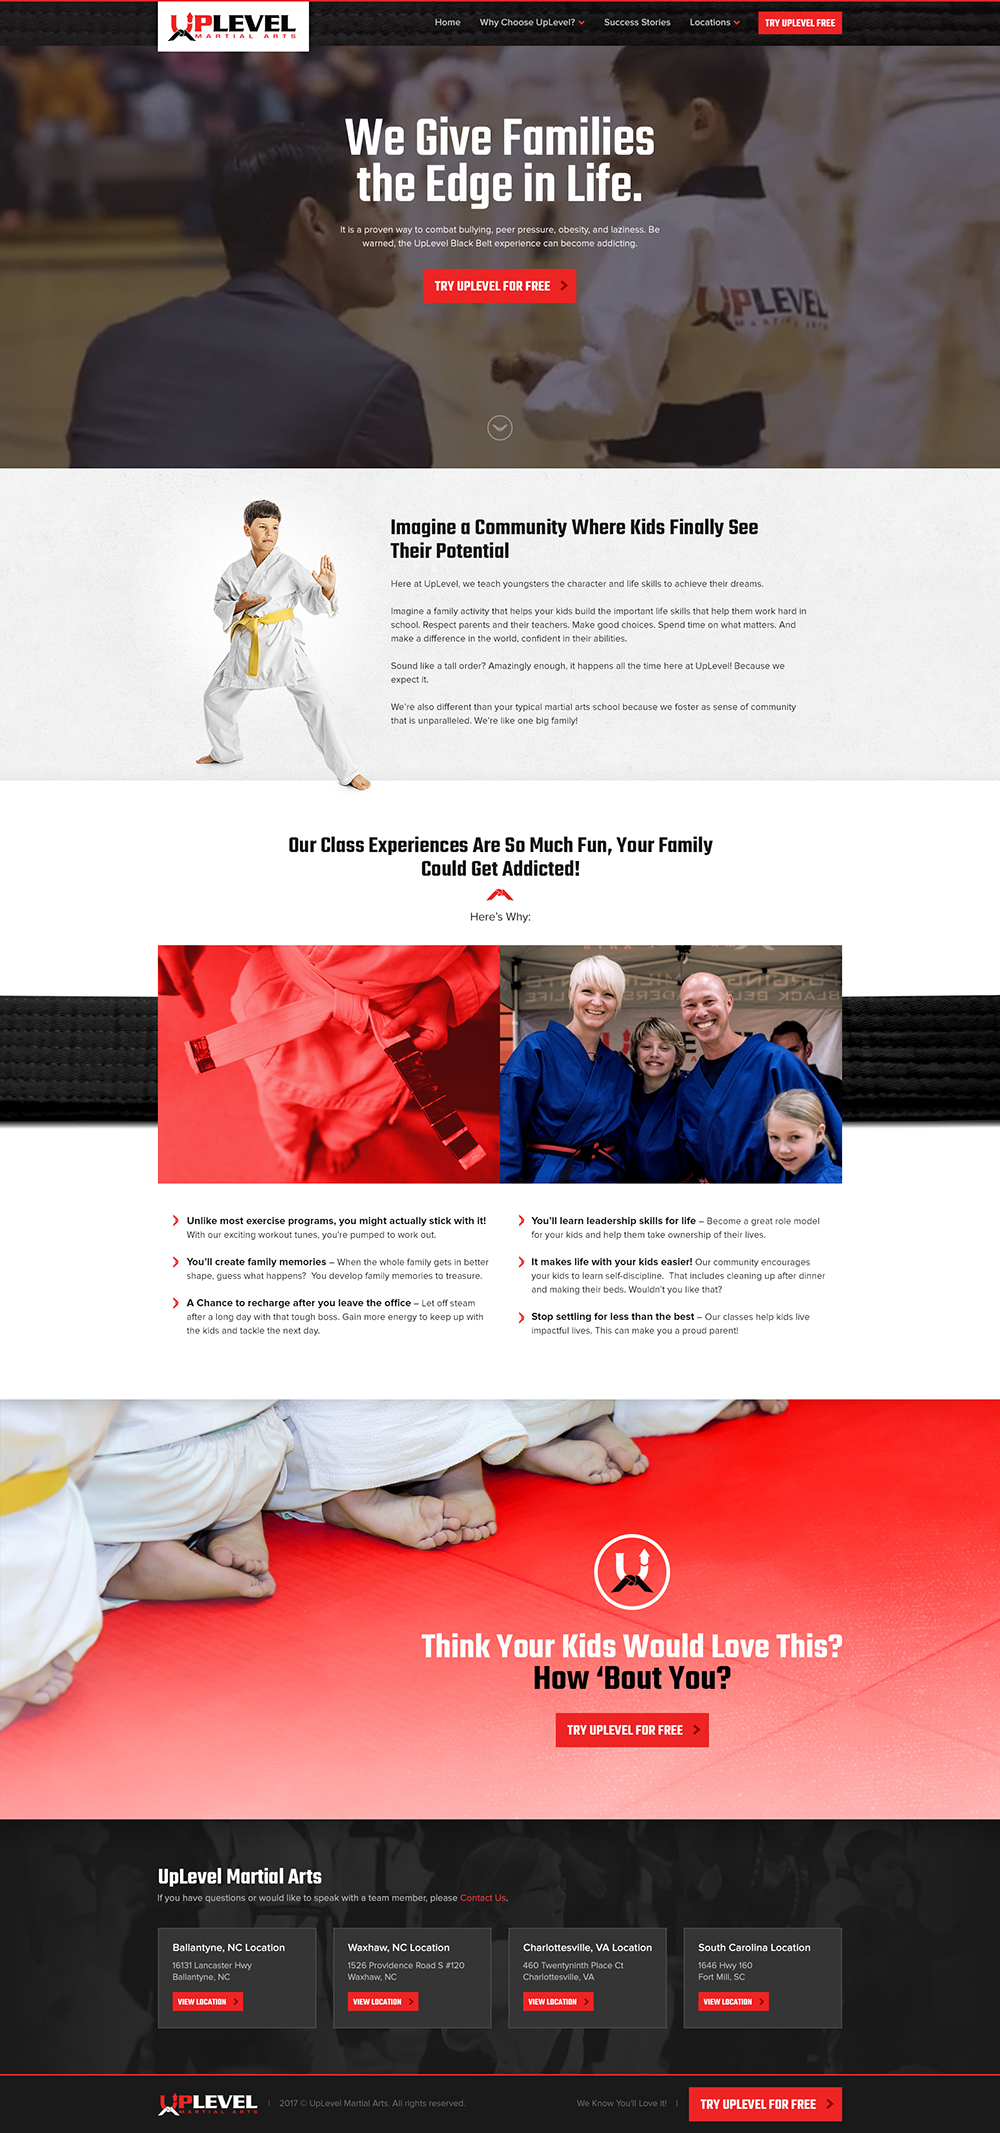 UPLEVEL
MARTIAL ARTS
Home
Why Choose UpLevel?
Success Stories
Locations
TRY UPLEVEL FREE
We Give Families
the Edge in Life.
It is a proven way to combat bullying, peer pressure, obesity, and laziness. Be
warned, the UpLevel Black Belt experience can become addicting.
TRY UPLEVEL FOR FREE
UPLEVEL
MARTIAL ARTS
Imagine a Community Where Kids Finally See
Their Potential
Here at UpLevel, we teach youngsters the character and life skills to achieve their dreams.
Imagine a family activity that helps your kids build the important life skills that help them work hard in
school. Respect parents and their teachers. Make good choices. Spend time on what matters. And
make a difference in the world, confident in their abilities.
Sound like a tall order? Amazingly enough, it happens all the time here at UpLevel! Because we
expect it.
We're also different than your typical martial arts school because we foster as sense of community
that is unparalleled. We're like one big family!
Our Class Experiences Are So Much Fun, Your Family
Could Get Addicted!
Here's Why:
Unlike most exercise programs, you might actually stick with it!
With our exciting workout tunes, you're pumped to work out.
You'll create family memories – When the whole family gets in better
shape, guess what happens? You develop family memories to treasure.
A Chance to recharge after you leave the office – Let off steam
after a long day with that tough boss. Gain more energy to keep up with
the kids and tackle the next day.
You'll learn leadership skills for life – Become a great role model
for your kids and help them take ownership of their lives.
It makes life with your kids easier! Our community encourages
your kids to learn self-discipline. That includes cleaning up after dinner
and making their beds. Wouldn't you like that?
Stop settling for less than the best – Our classes help kids live
impactful lives. This can make you a proud parent!
Think Your Kids Would Love This?
How ‘Bout You?
TRY UPLEVEL FOR FREE
UpLevel Martial Arts
If you have questions or would like to speak with a team member, please Contact Us.
Ballantyne, NC Location
16131 Lancaster Hwy
Ballantyne, NC
VIEW LOCATION
Waxhaw, NC Location
1526 Providence Road S #120
Waxhaw, NC
VIEW LOCATION
Charlottesville, VA Location
460 Twentyninth Place Ct
Charlottesville, VA
VIEW LOCATION
South Carolina Location
1646 Hwy 160
Fort Mill, SC
VIEW LOCATION
UPLEVEL
MARTIAL ARTS
2017 © UpLevel Martial Arts. All rights reserved.
We Know You'll Love It!
TRY UPLEVEL FOR FREE